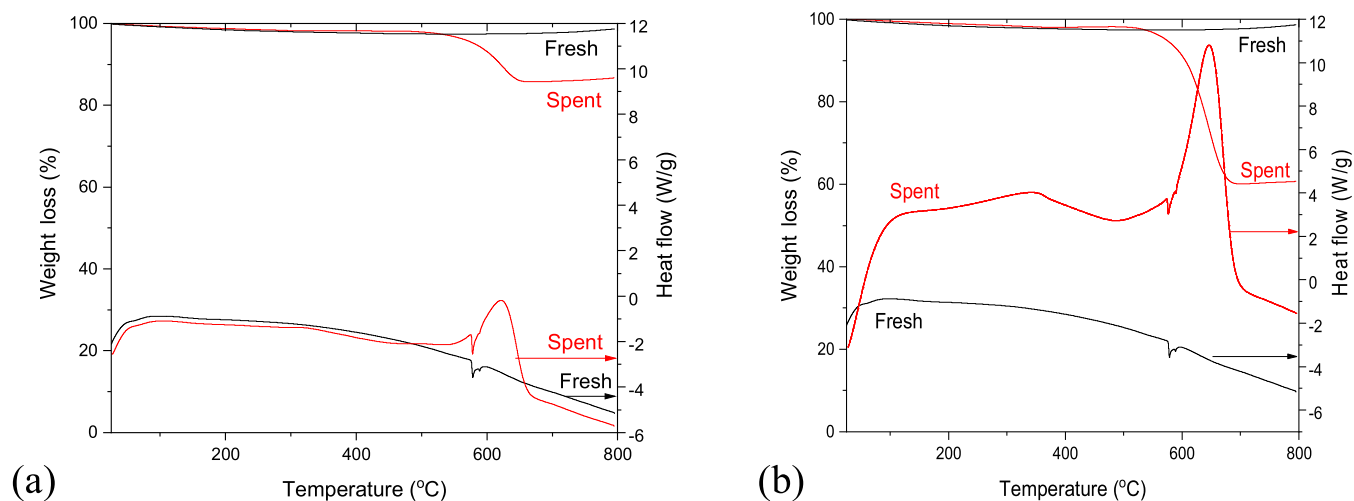 100
80
60
40
20
0
Weight loss (%)
12
10
8
6
4
2
0
-2
-4
-6
Heat flow (W/g)
Fresh
Spent
Spent
Fresh
200
400
600
800
Temperature (°C)
(a)
100
80
60
40
20
0
Weight loss (%)
12
10
8
6
4
2
0
-2
-4
-6
Heat flow (W/g)
Fresh
Spent
Spent
Fresh
200
400
600
800
Temperature (°C)
(b)